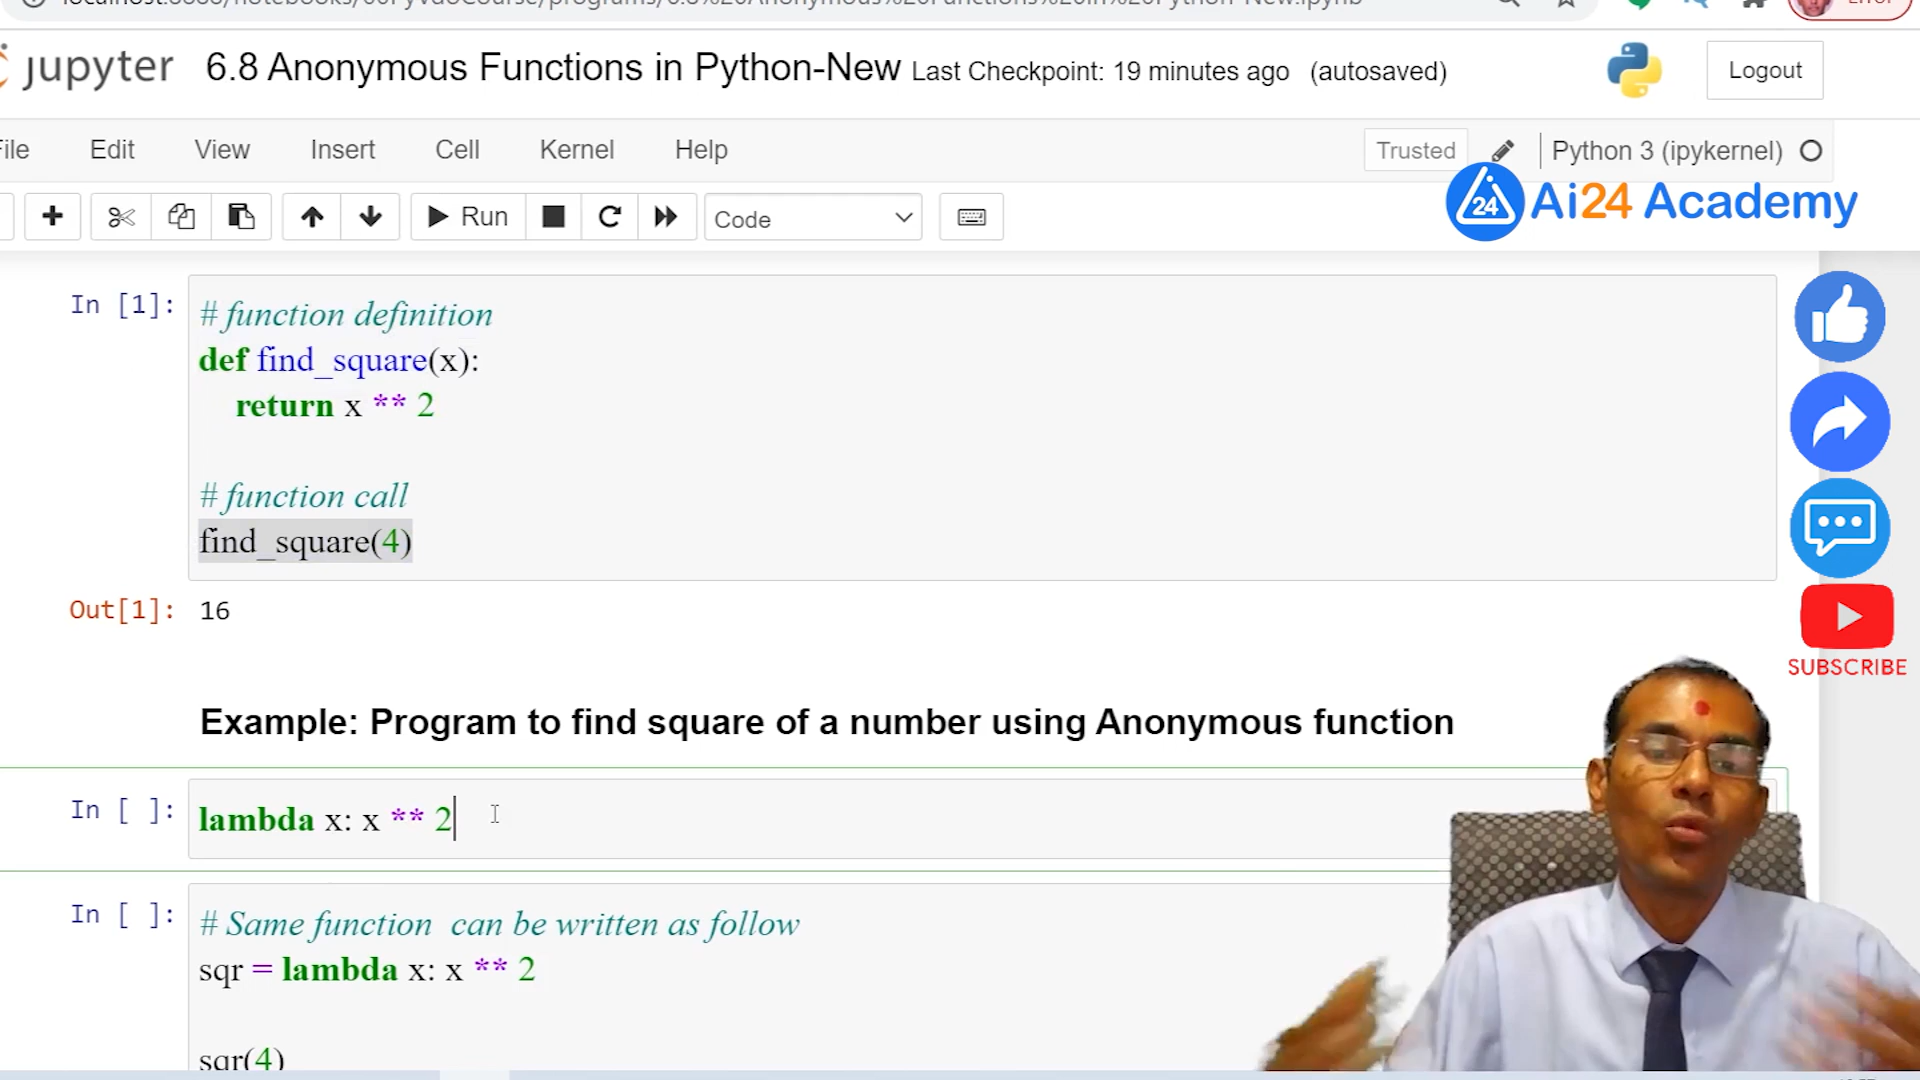 jupyter 6.8 Anonymous Functions in Python-New Last Checkpoint: 19 minutes ago (autosaved)
Logout
Edit View Insert Cell Kernel Help
Trusted
Python 3 (ipykernel)
Run
Code
24
Ai24 Academy
In [1]:
# function definition
def find_square(x):
return x ** 2
# function call
find_square(4)
Out[1]: 16
SUBSCRIBE
Example: Program to find square of a number using Anonymous function
In [ ]:
lambda x: x ** 2
In [ ]:
# Same function  can be written as follow
sqr = lambda x: x ** 2
sqr(4)